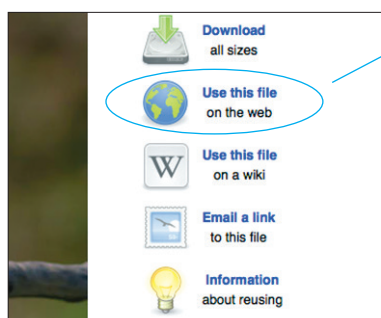 Download
all sizes
Use this file
on the web
W
Use this file
on a wiki
Email a link
to this file
Information
about reusing